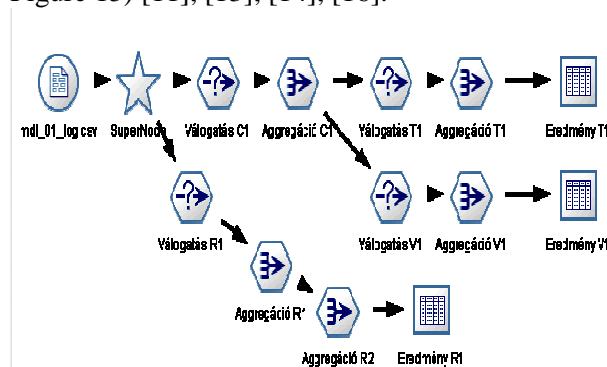 Figure 13) [11], [13], [14], [16].
mdl_01_log csv SuperNode Válogatás C1 Aggregáció C1 Válogatás T1 Aggregáció T1 Eredmény T1
Válogatás R1 Válogatás V1 Aggregáció V1 Eredmény V1
Aggregáció R1
Aggregáció R2 Eredmény R1